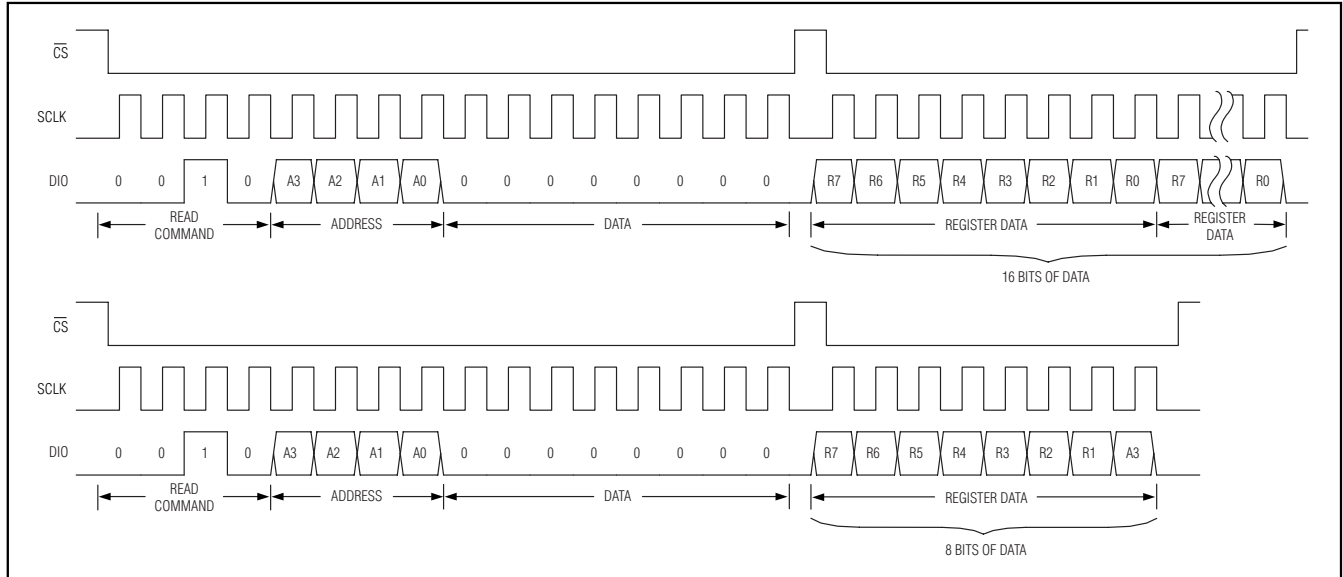 CS
SCLK
DIO 0 0 1 0 A3 A2 A1 A0 0 0 0 0 0 0 0 0 R7 R6 R5 R4 R3 R2 R1 R0 R7 R0
READ COMMAND ADDRESS DATA REGISTER DATA REGISTER DATA
16 BITS OF DATA
CS
SCLK
DIO 0 0 1 0 A3 A2 A1 A0 0 0 0 0 0 0 0 0 R7 R6 R5 R4 R3 R2 R1 A3
READ COMMAND ADDRESS DATA REGISTER DATA
8 BITS OF DATA